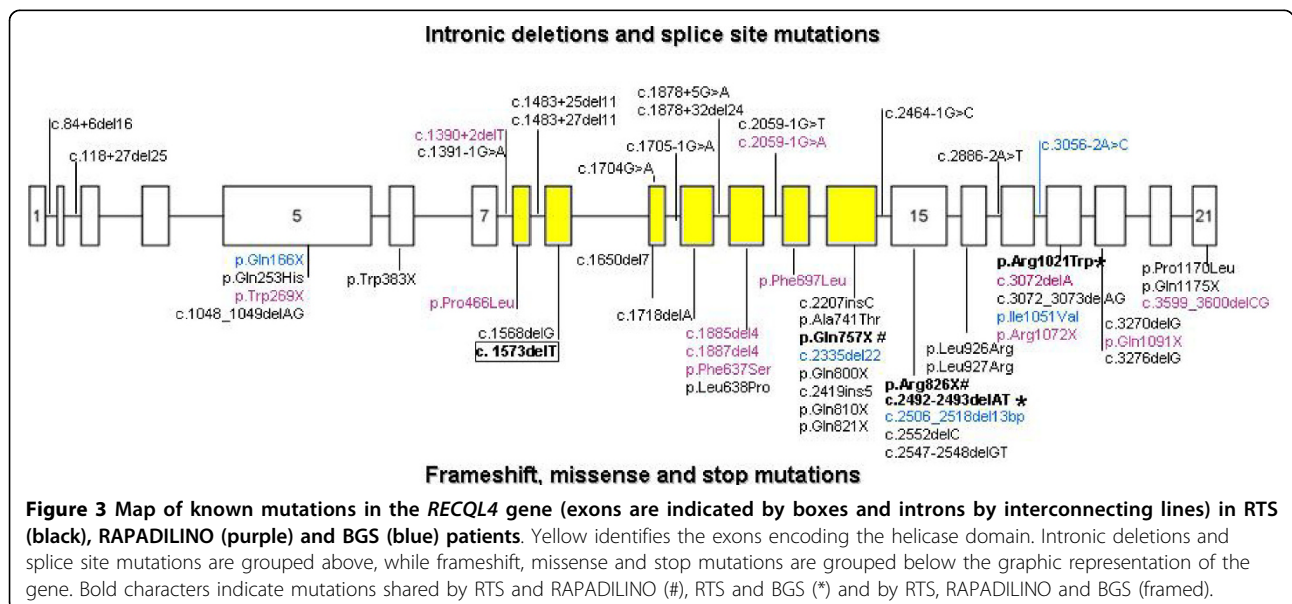 Intronic deletions and splice site mutations
c.84+6del16
c.118+27del25
c.1390+2delT
c.1391-1G>A
c.1483+25del11
c.1483+27del11
c.1704G>A
c.1705-1G>A
c.1878+5G>A
c.1878+32del24
c.2059-1G>T
c.2059-1G>A
c.2464-1G>C
c.2886-2A>T
c.3056-2A>C
1
5
7
15
21
p.Gln166X
p.Gln253His
p.Trp269X
c.1048_1049delAG
p.Trp383X
p.Pro466Leu
c.1568delG
c. 1573delT
c.1650del7
c.1718delA
c.1885del4
c.1887del4
p.Phe637Ser
p.Leu638Pro
p.Phe697Leu
c.2207insC
p.Ala741Thr
p.Gln757X #
c.2335del22
p.Gln800X
c.2419ins5
p.Gln810X
p.Gln821X
p.Arg826X#
c.2492-2493delAT *
c.2506_2518del13bp
c.2552delC
c.2547-2548delGT
p.Leu926Arg
p.Leu927Arg
p.Arg1021Trp*
c.3072delA
c.3072_3073delAG
p.Ile1051Val
p.Arg1072X
c.3270delG
p.Gln1091X
c.3276delG
p.Pro1170Leu
p.Gln1175X
c.3599_3600delCG
Frameshift, missense and stop mutations
Figure 3 Map of known mutations in the RECQL4 gene (exons are indicated by boxes and introns by interconnecting lines) in RTS
(black), RAPADILINO (purple) and BGS (blue) patients. Yellow identifies the exons encoding the helicase domain. Intronic deletions and
splice site mutations are grouped above, while frameshift, missense and stop mutations are grouped below the graphic representation of the
gene. Bold characters indicate mutations shared by RTS and RAPADILINO (#), RTS and BGS (*) and by RTS, RAPADILINO and BGS (framed).